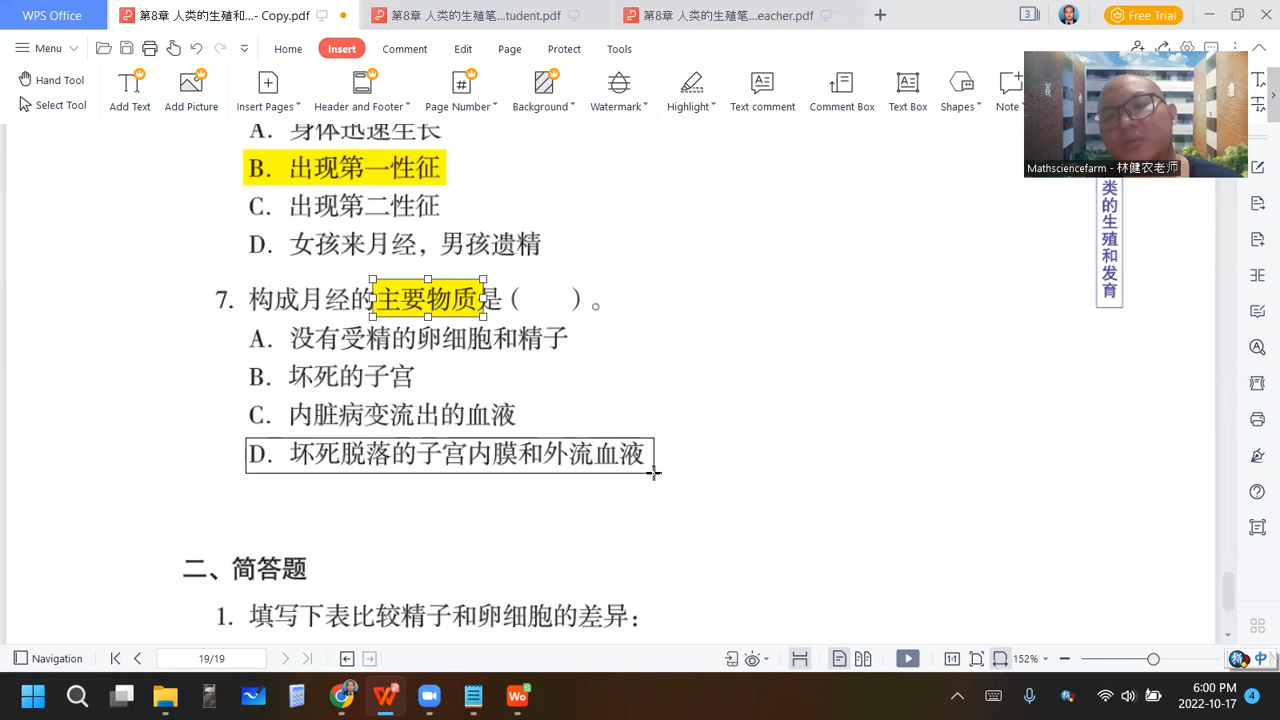 WPS Office
第8章 人类的生殖和... - Copy.pdf
tudent.pdf
第8章 人类的生殖笔...eacher.pdf
3
Free Trial
Menu
Home
Insert
Comment
Edit
Page
Protect
Tools
Hand Tool
Select Tool
Add Text
Add Picture
Insert Pages
Header and Footer
Page Number
Background
Watermark
Highlight
Text comment
Comment Box
Text Box
Shapes
Note
Mathsciencefarm - 林健农老师
A. 身体迅速生长
B. 出现第一性征
C. 出现第二性征
D. 女孩来月经，男孩遗精
类的生殖和发育
7. 构成月经的主要物质是（ ）。
A. 没有受精的卵细胞和精子
B. 坏死的子宫
C. 内脏病变流出的血液
D. 坏死脱落的子宫内膜和外流血液
二、简答题
1. 填写下表比较精子和卵细胞的差异：
Navigation
19/19
152%
中
6:00 PM
2022-10-17
4